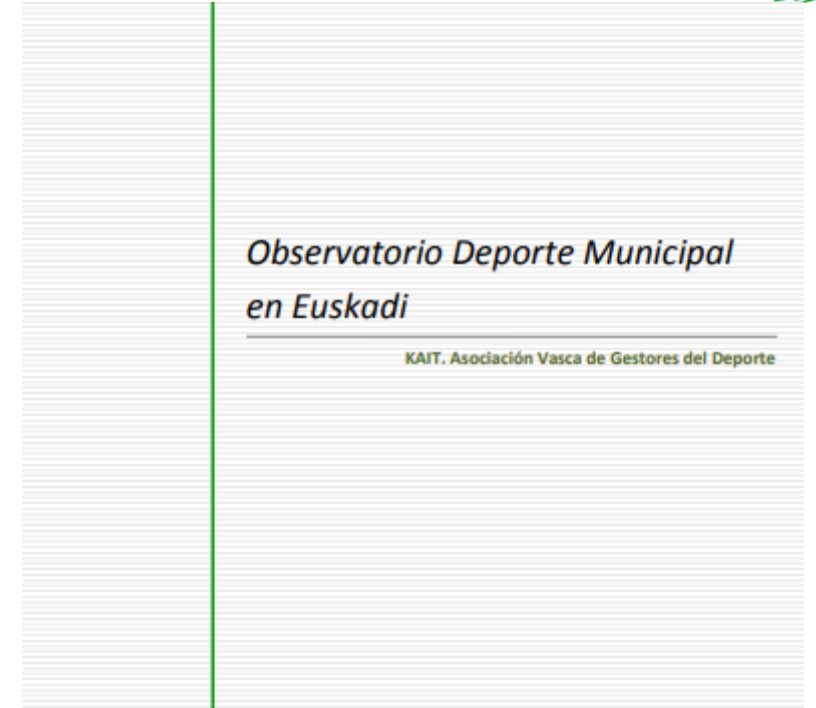 Observatorio Deporte Municipal
en Euskadi
KAIT. Asociación Vasca de Gestores del Deporte